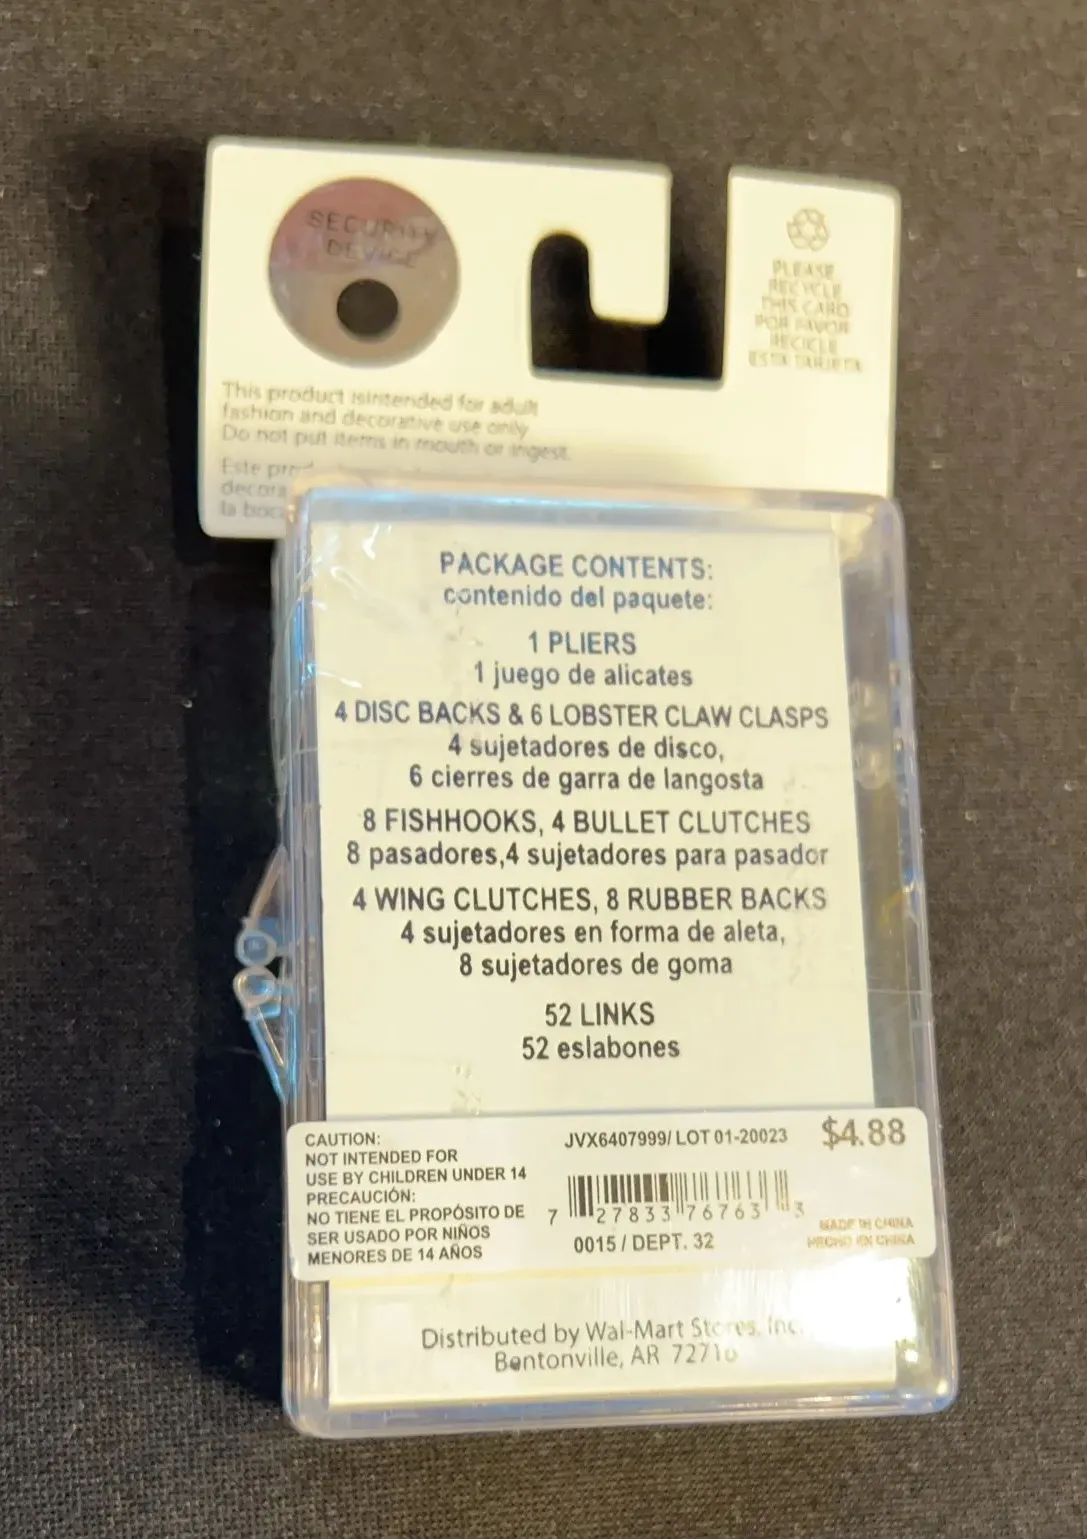 SECURITY
DEVICE
PLEASE
RECYCLE
THIS CARD
POR FAVOR
RECICLE
ESTA TARJETA
This product isintended for adult
fashion and decorative use only
Do not put items in mouth or ingest.
Este
decora
la boc
PACKAGE CONTENTS:
contenido del paquete:
1 PLIERS
1 juego de alicates
4 DISC BACKS & 6 LOBSTER CLAW CLASPS
4 sujetadores de disco,
6 cierres de garra de langosta
8 FISHHOOKS, 4 BULLET CLUTCHES
8 pasadores,4 sujetadores para pasador
4 WING CLUTCHES, 8 RUBBER BACKS
4 sujetadores en forma de aleta,
8 sujetadores de goma
52 LINKS
52 eslabones
CAUTION:
NOT INTENDED FOR
USE BY CHILDREN UNDER 14
PRECAUCIÓN:
NO TIENE EL PROPÓSITO DE
SER USADO POR NIÑOS
MENORES DE 14 AÑOS
JVX6407999/ LOT 01-20023
$4.88
7 27833 76763 3
0015 / DEPT. 32
MADE IN CHINA
HECHO EN CHINA
Distributed by Wal-Mart Stores, Inc.
Bentonville, AR 72716